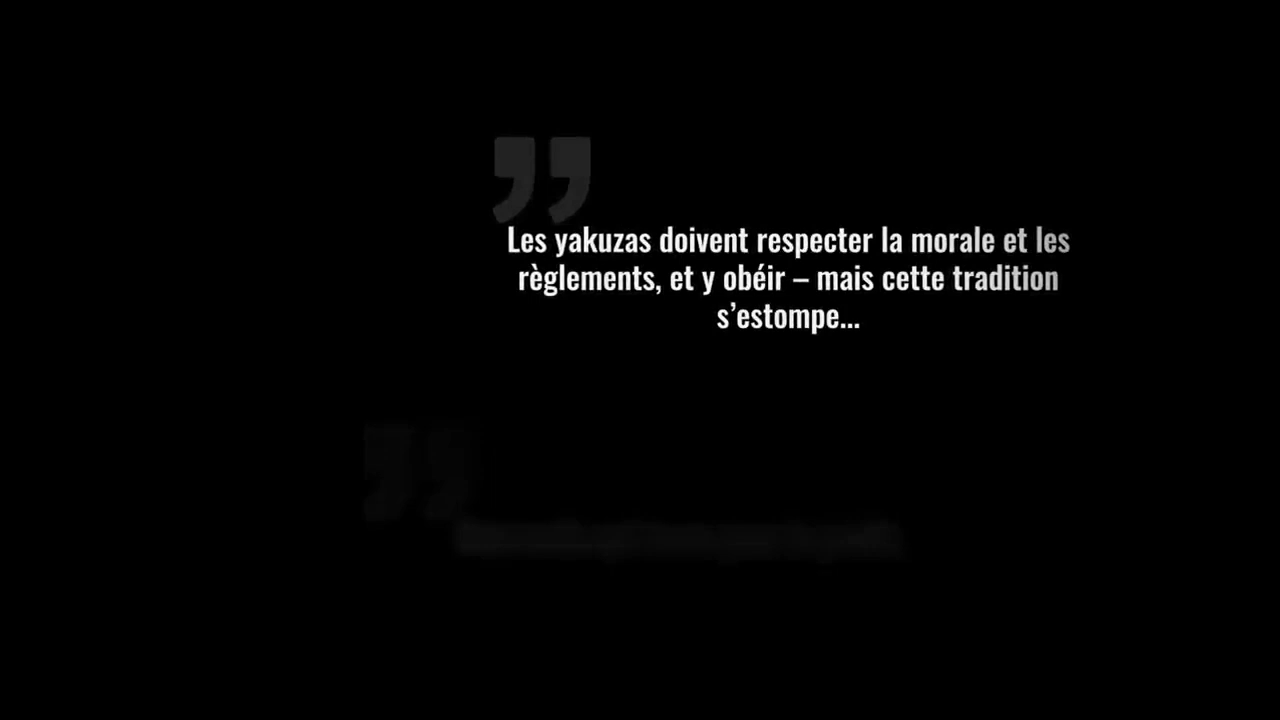 Les yakuzas doivent respecter la morale et les
règlements, et y obéir – mais cette tradition
s’estompe...